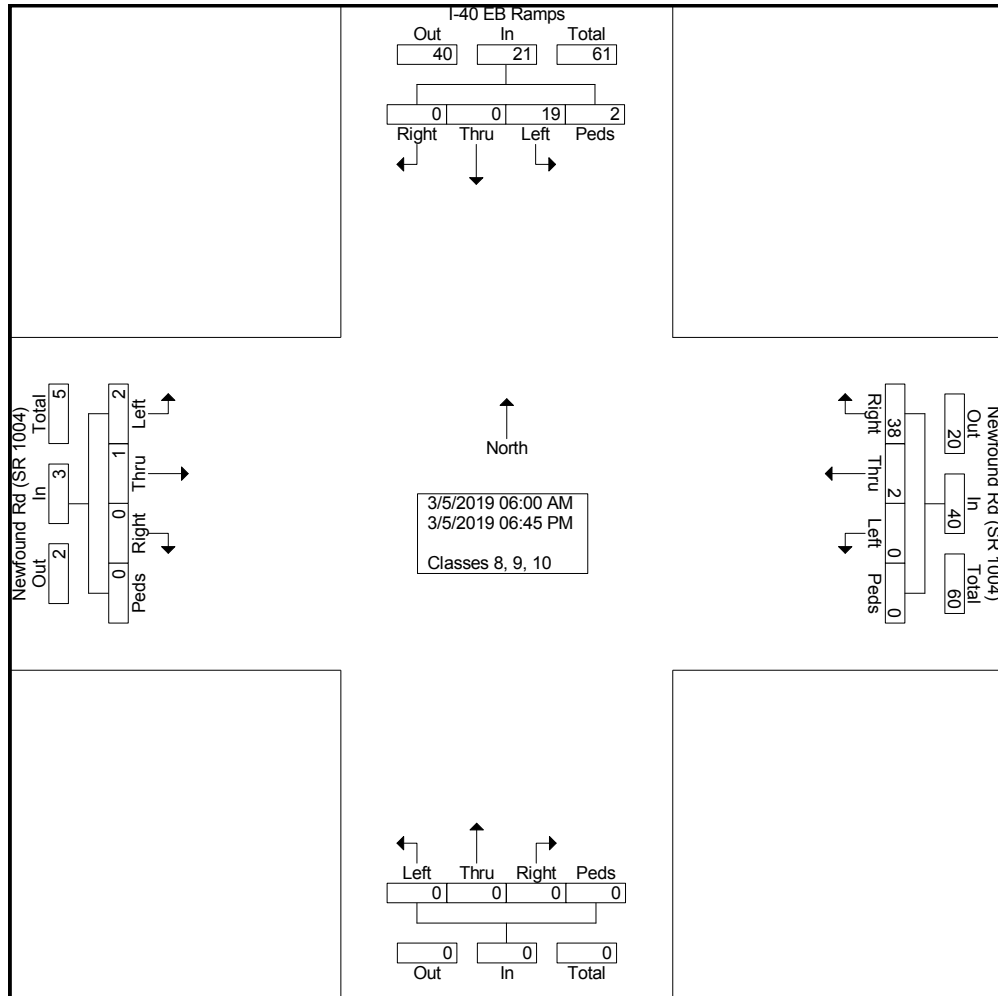 I-40 EB Ramps
Out In Total
40 21 61
0 0 19 2
Right Thru Left Peds
Newfound Rd (SR 1004)
Total In Out
5 3 2
2 1 0 0
Left Thru Right Peds
North
3/5/2019 06:00 AM
3/5/2019 06:45 PM
Classes 8, 9, 10
Right Thru Left Peds
38 2 0 0
20 40 60
Out In Total
Newfound Rd (SR 1004)
Left Thru Right Peds
0 0 0 0
0 0 0
Out In Total